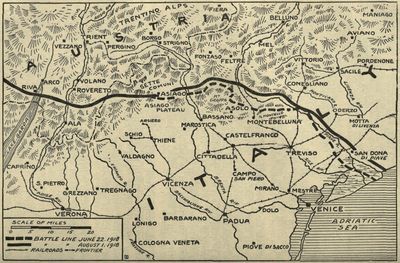 TRENTINO ALPS
FIERA
BELLUNO
MANIAGO
AUSTRIA
TRIENT
BORGO
STRIGNO
VEZZANO
PERGINO
MEL
AVIANO
FONZASO
FELTRE
VITTORIO
PORDENONE
SACILE
ARCO
VOLANO
ROVERETO
RIVA
CONEGLIANO
ASIAGO
ASIAGO
PLATEAU
ASOLO
ODERZO
BASSANO
MONTEBELLUNA
MOTTA
DI LIVENZA
ALA
MAROSTICA
SCHIO
THIENE
CASTELFRANCO
VALDAGNO
CITTADELLA
TREVISO
SAN DONA
DI PIAVE
CAPRINO
CAMPO
SAN PIERO
S. PIETRO
GREZZANO
TREGNAGO
VICENZA
ITALY
MIRANO
MESTRE
VERONA
DOLO
VENICE
LONIGO
BARBARANO
PADUA
ADRIATIC
SEA
COLOGNA VENETA
PIOVE DI SACCO
SCALE OF MILES
0 5 10 15 20
BATTLE LINE JUNE 22, 1918
" " AUGUST 1, 1918
RAILROADS FRONTIER